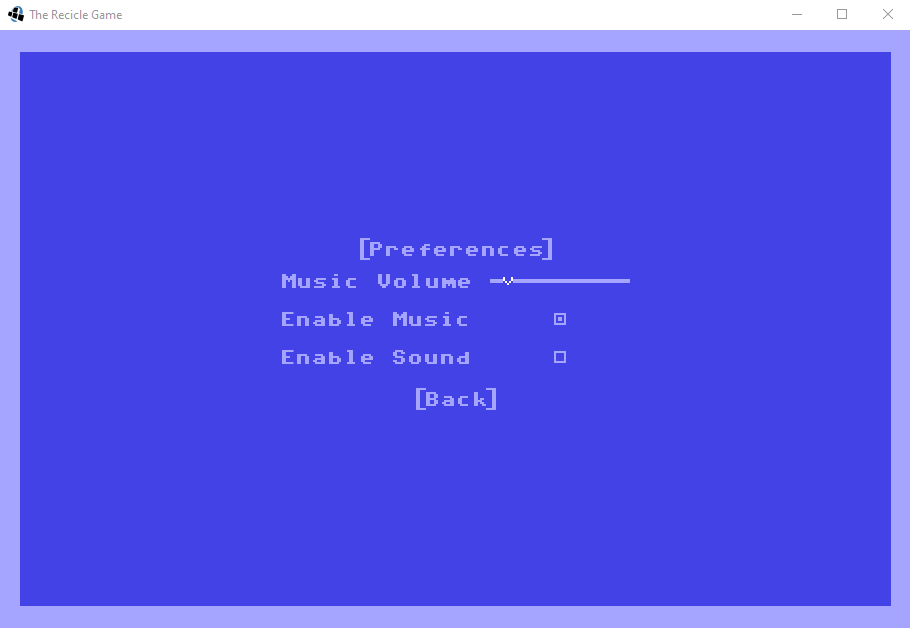 The Recicle Game
[Preferences]
Music Volume
Enable Music
Enable Sound
[Back]